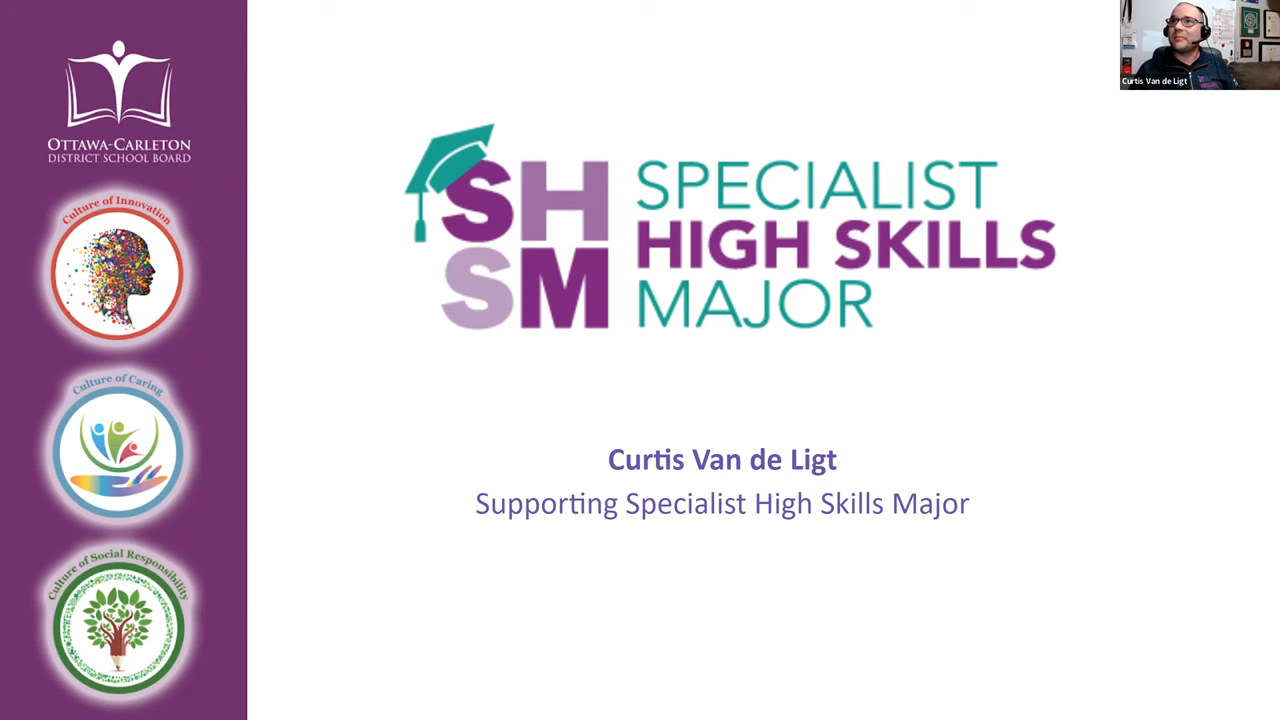 OTTAWA-CARLETON
DISTRICT SCHOOL BOARD
Culture of Innovation
Culture of Caring
Culture of Social Responsibility
SH
SM
SPECIALIST
HIGH SKILLS
MAJOR
Curtis Van de Ligt
Supporting Specialist High Skills Major
Curtis Van de Ligt